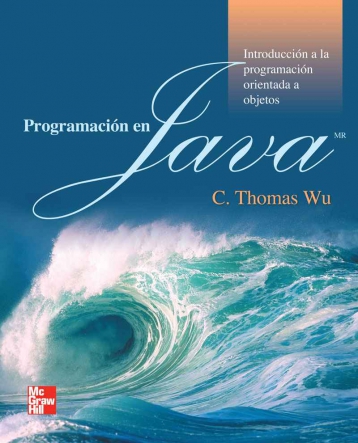 Introducción a la
programación
orientada a
objetos
Programación en
Java MR
C. Thomas Wu
Mc
Graw
Hill